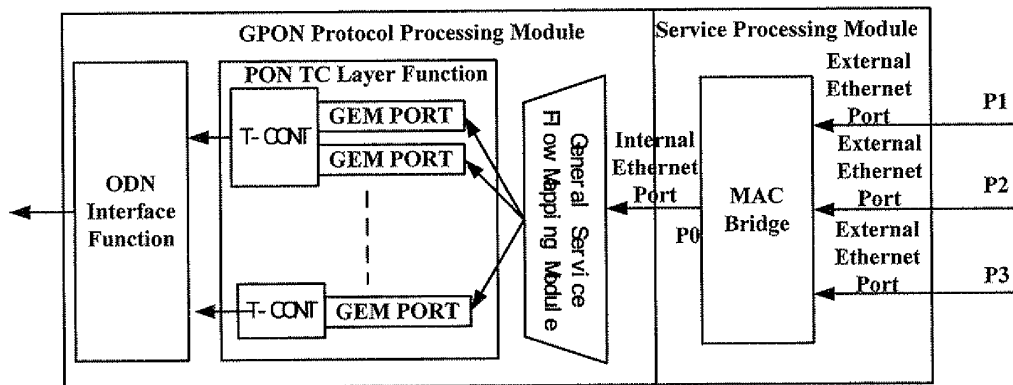 GPON Protocol Processing Module
Service Processing Module
PON TC Layer Function
T-CONT
GEM PORT
GEM PORT
T-CONT
GEM PORT
ODN
Interface
Function
General Service
Flow Mapping Module
Internal
Ethernet
Port
P0
MAC
Bridge
External
Ethernet
Port
P1
External
Ethernet
Port
P2
External
Ethernet
Port
P3